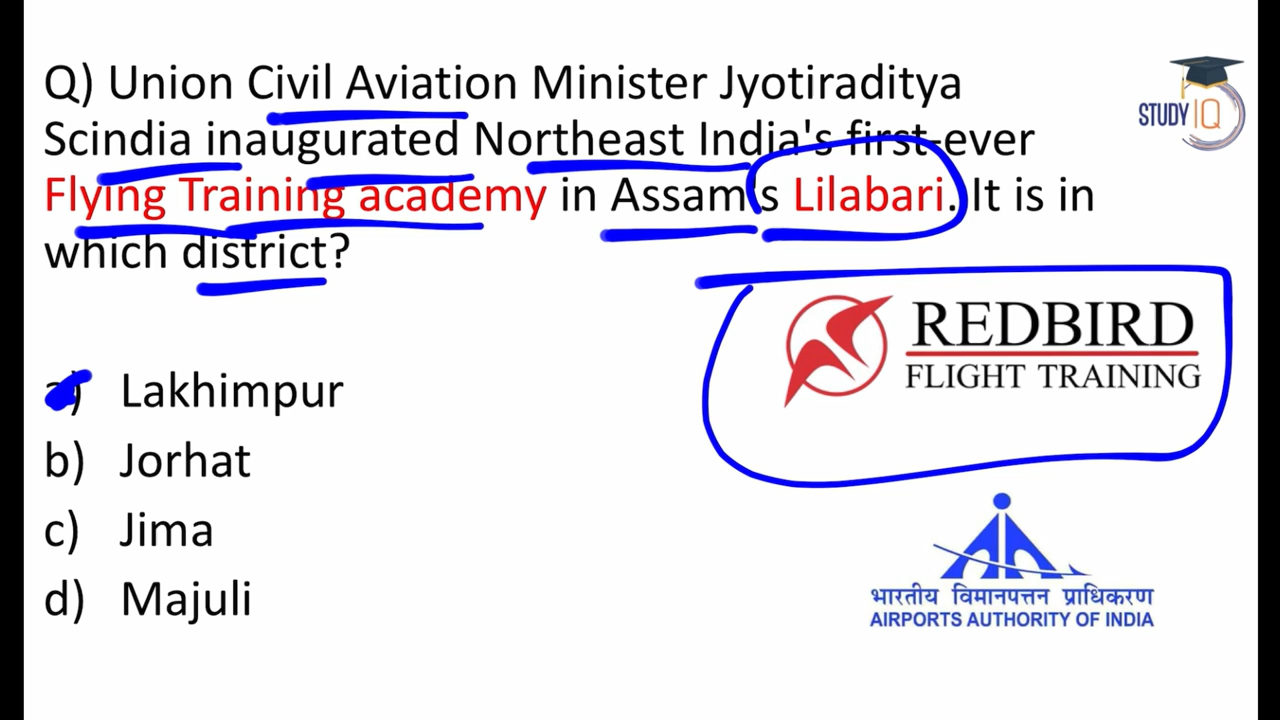 Q) Union Civil Aviation Minister Jyotiraditya
STUDY IQ
Scindia inaugurated Northeast India's first-ever
Flying Training academy in Assam's Lilabari. It is in
which district?
REDBIRD
FLIGHT TRAINING
a) Lakhimpur
b) Jorhat
c) Jima
d) Majuli
भारतीय विमानपत्तन प्राधिकरण
AIRPORTS AUTHORITY OF INDIA